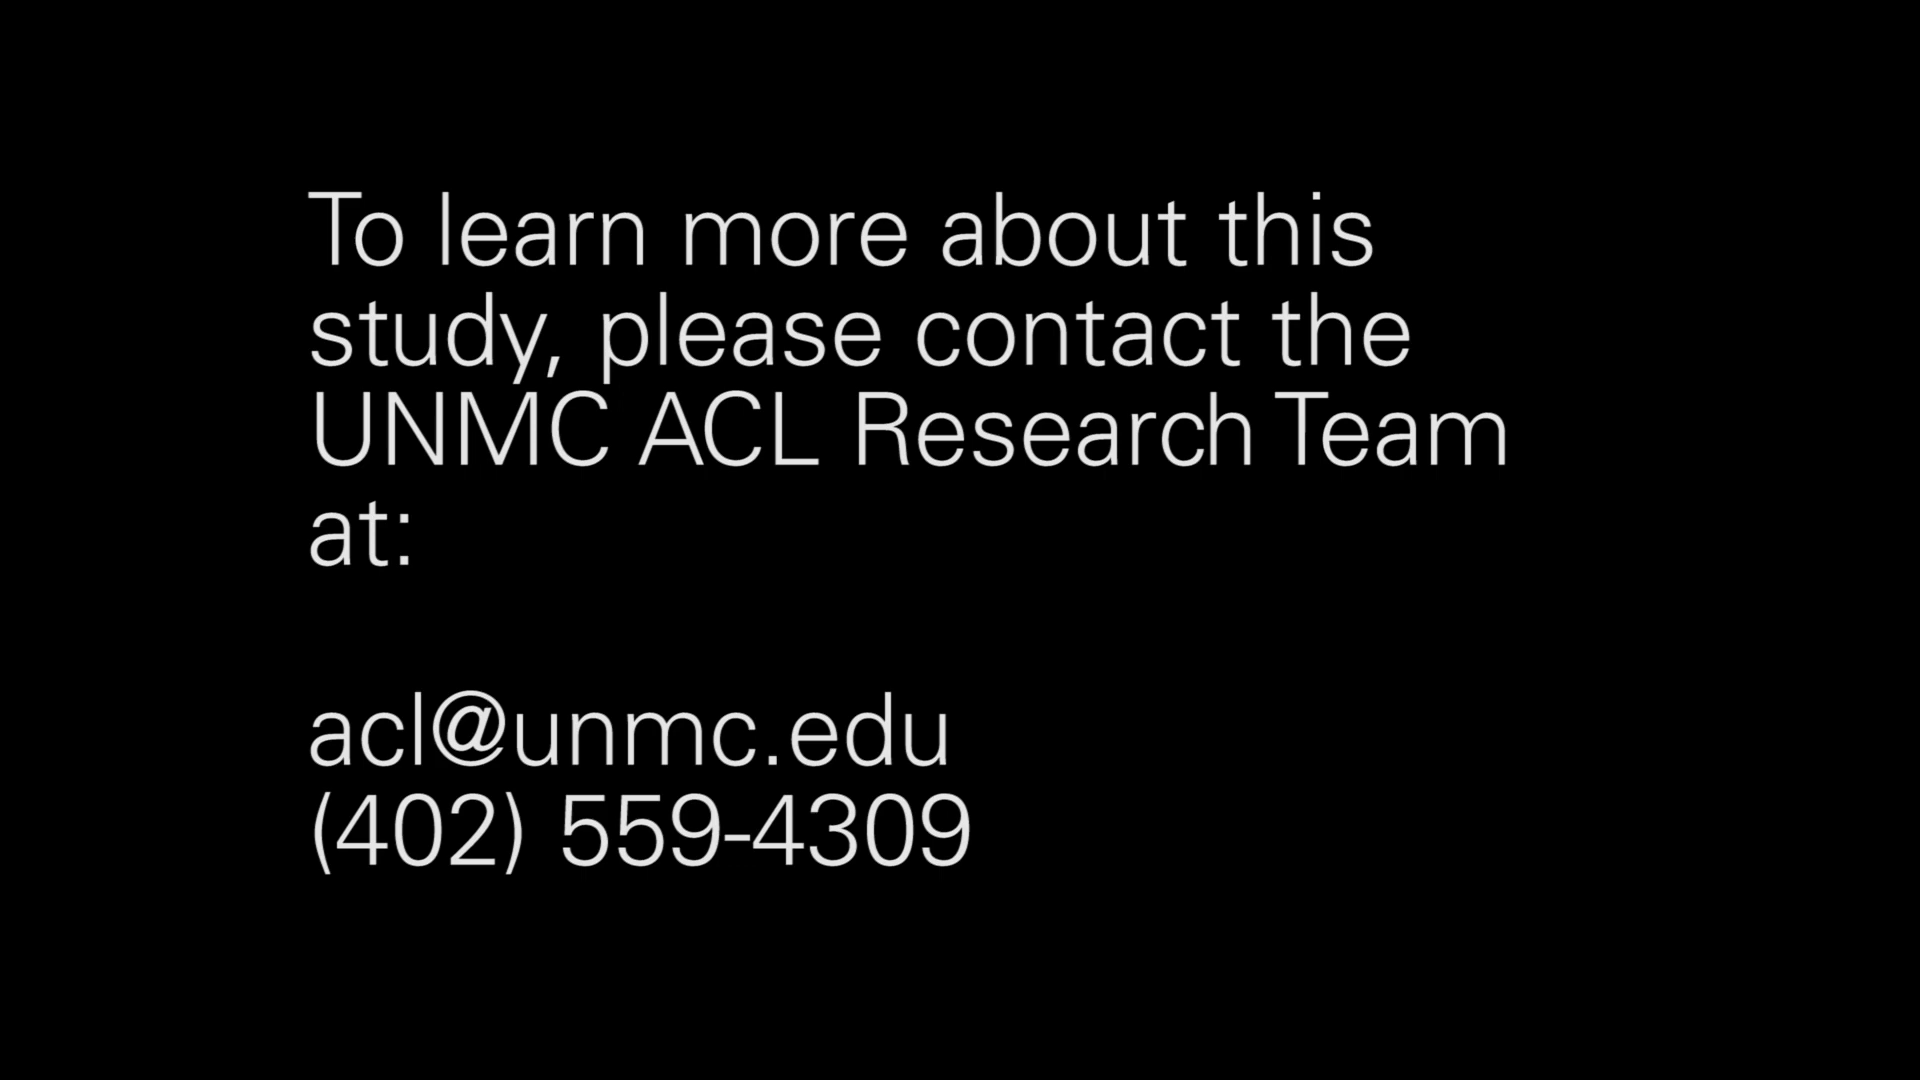 To learn more about this
study, please contact the
UNMC ACL Research Team
at:
acl@unmc.edu
(402) 559-4309